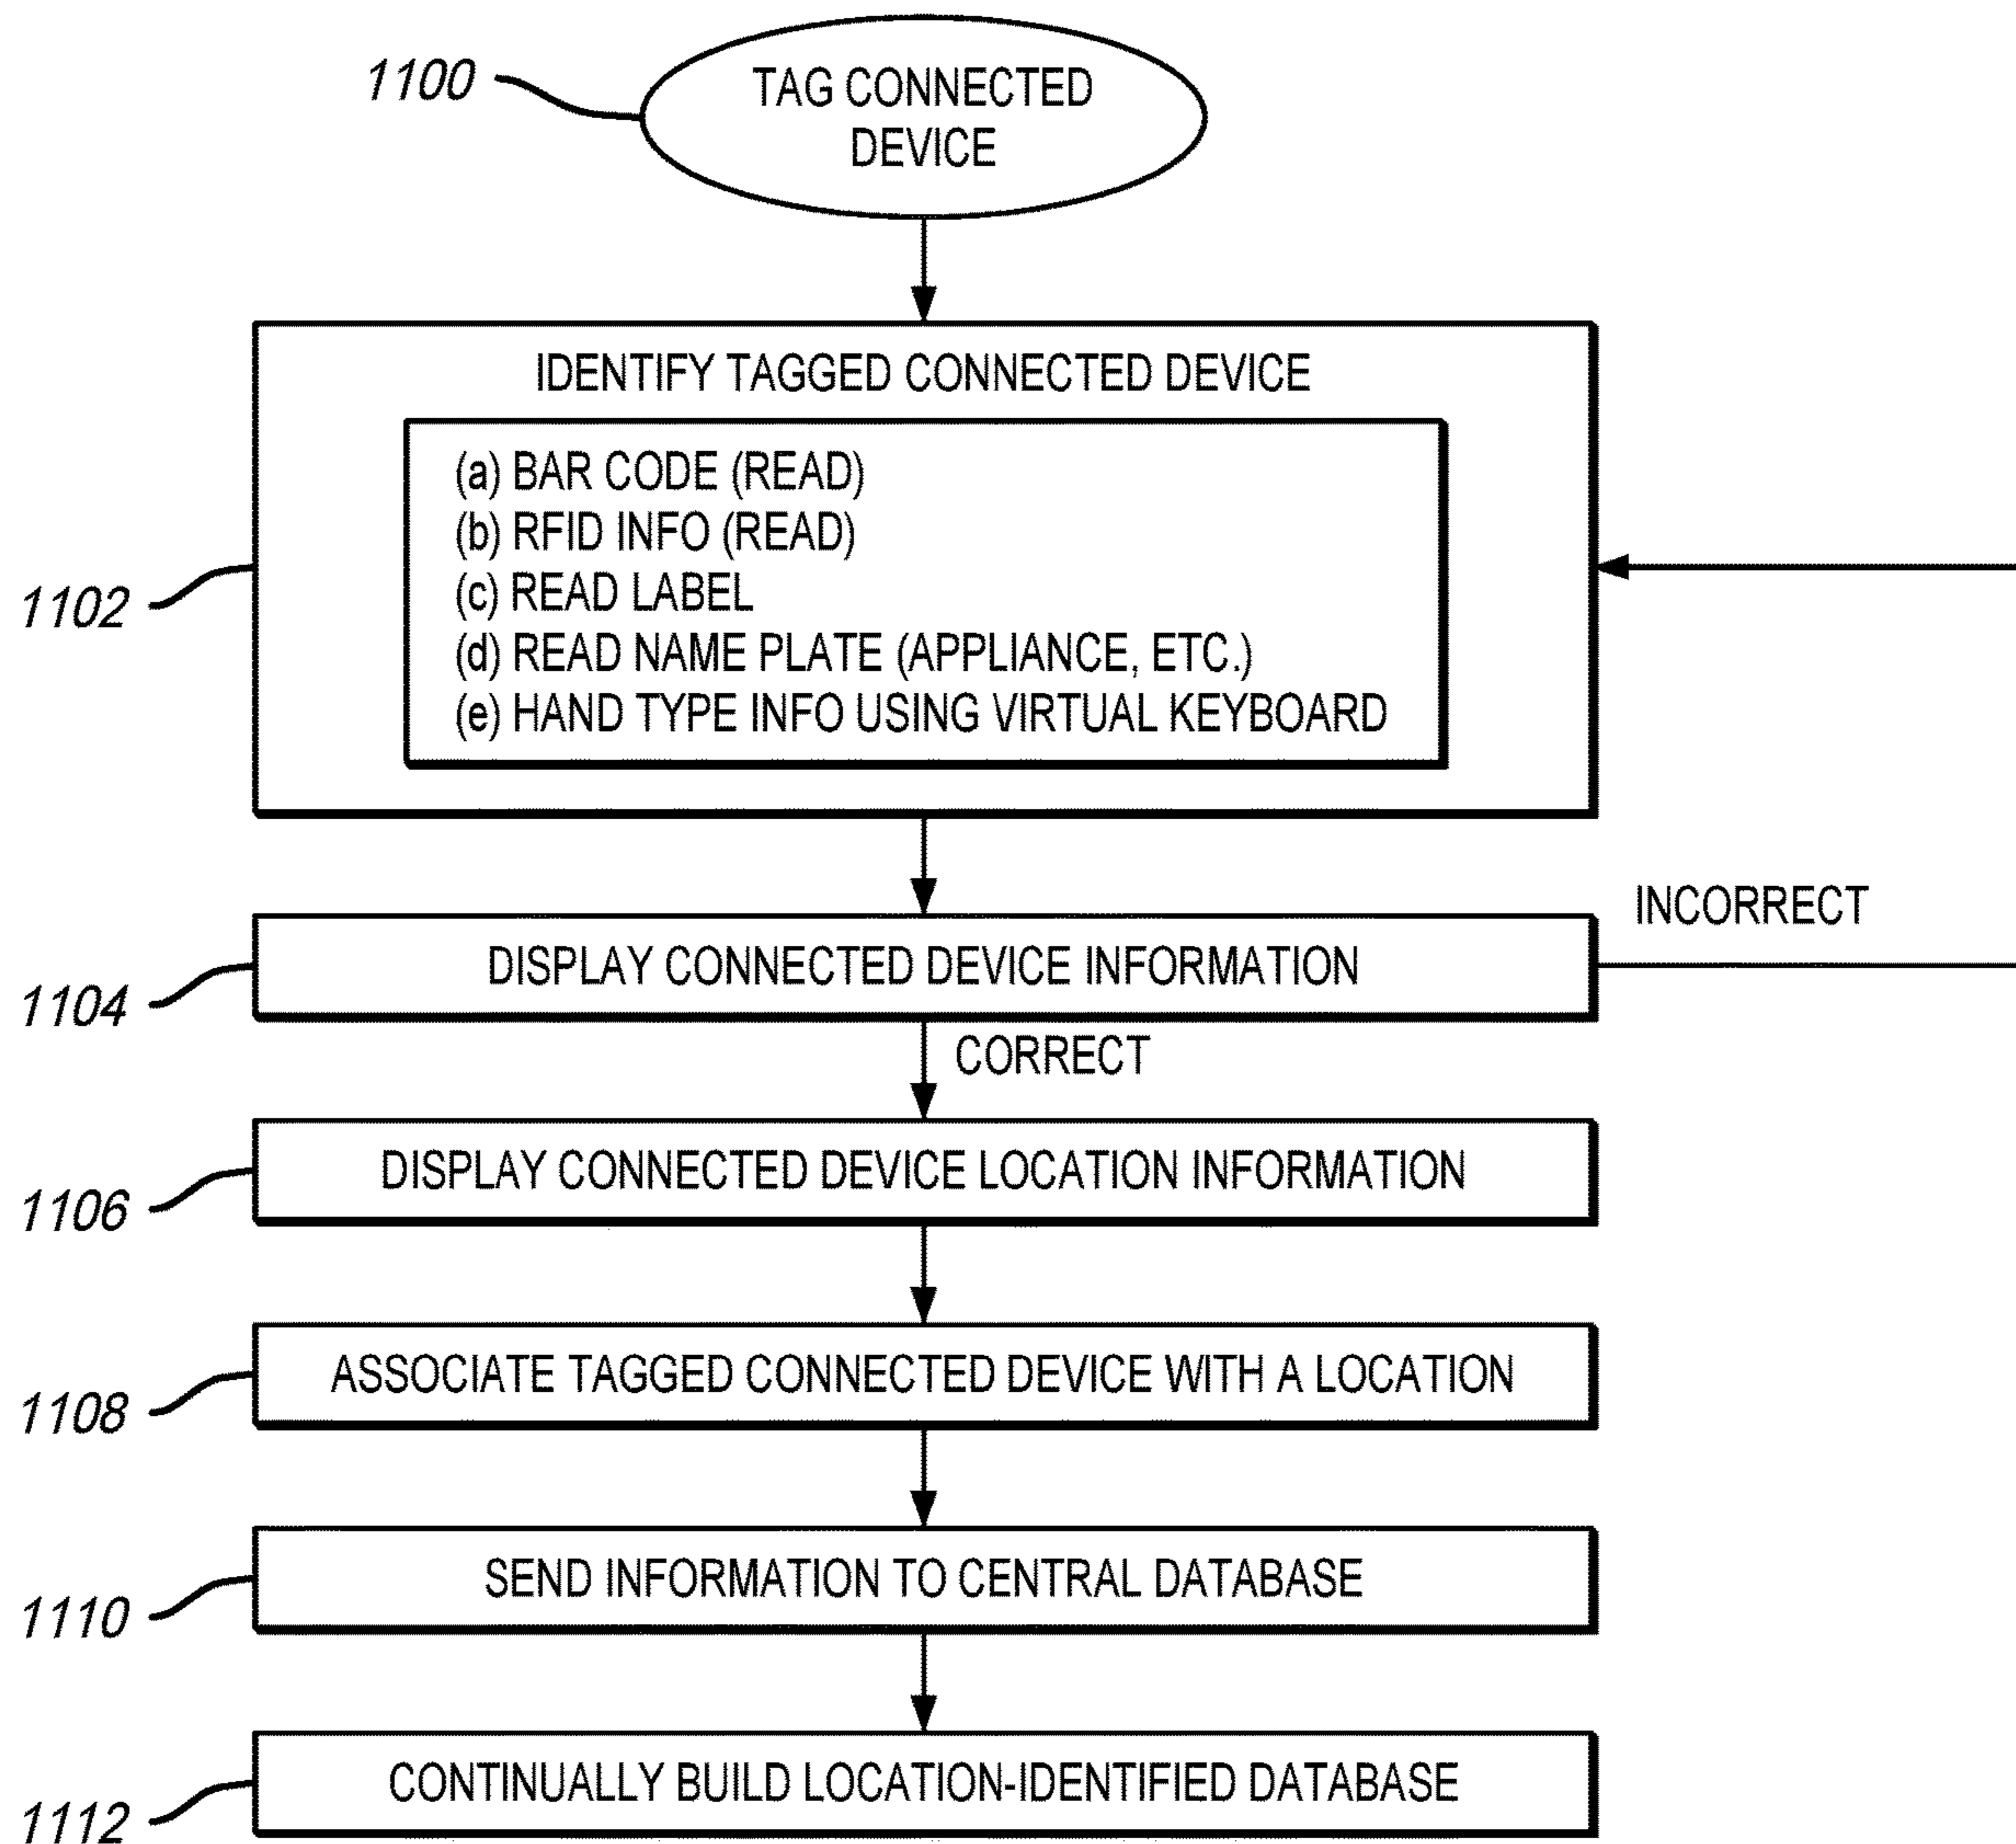 1100
TAG CONNECTED
DEVICE
IDENTIFY TAGGED CONNECTED DEVICE
(a) BAR CODE (READ)
(b) RFID INFO (READ)
(c) READ LABEL
(d) READ NAME PLATE (APPLIANCE, ETC.)
(e) HAND TYPE INFO USING VIRTUAL KEYBOARD
1102
INCORRECT
DISPLAY CONNECTED DEVICE INFORMATION
1104
CORRECT
DISPLAY CONNECTED DEVICE LOCATION INFORMATION
1106
ASSOCIATE TAGGED CONNECTED DEVICE WITH A LOCATION
1108
SEND INFORMATION TO CENTRAL DATABASE
1110
CONTINUALLY BUILD LOCATION-IDENTIFIED DATABASE
1112